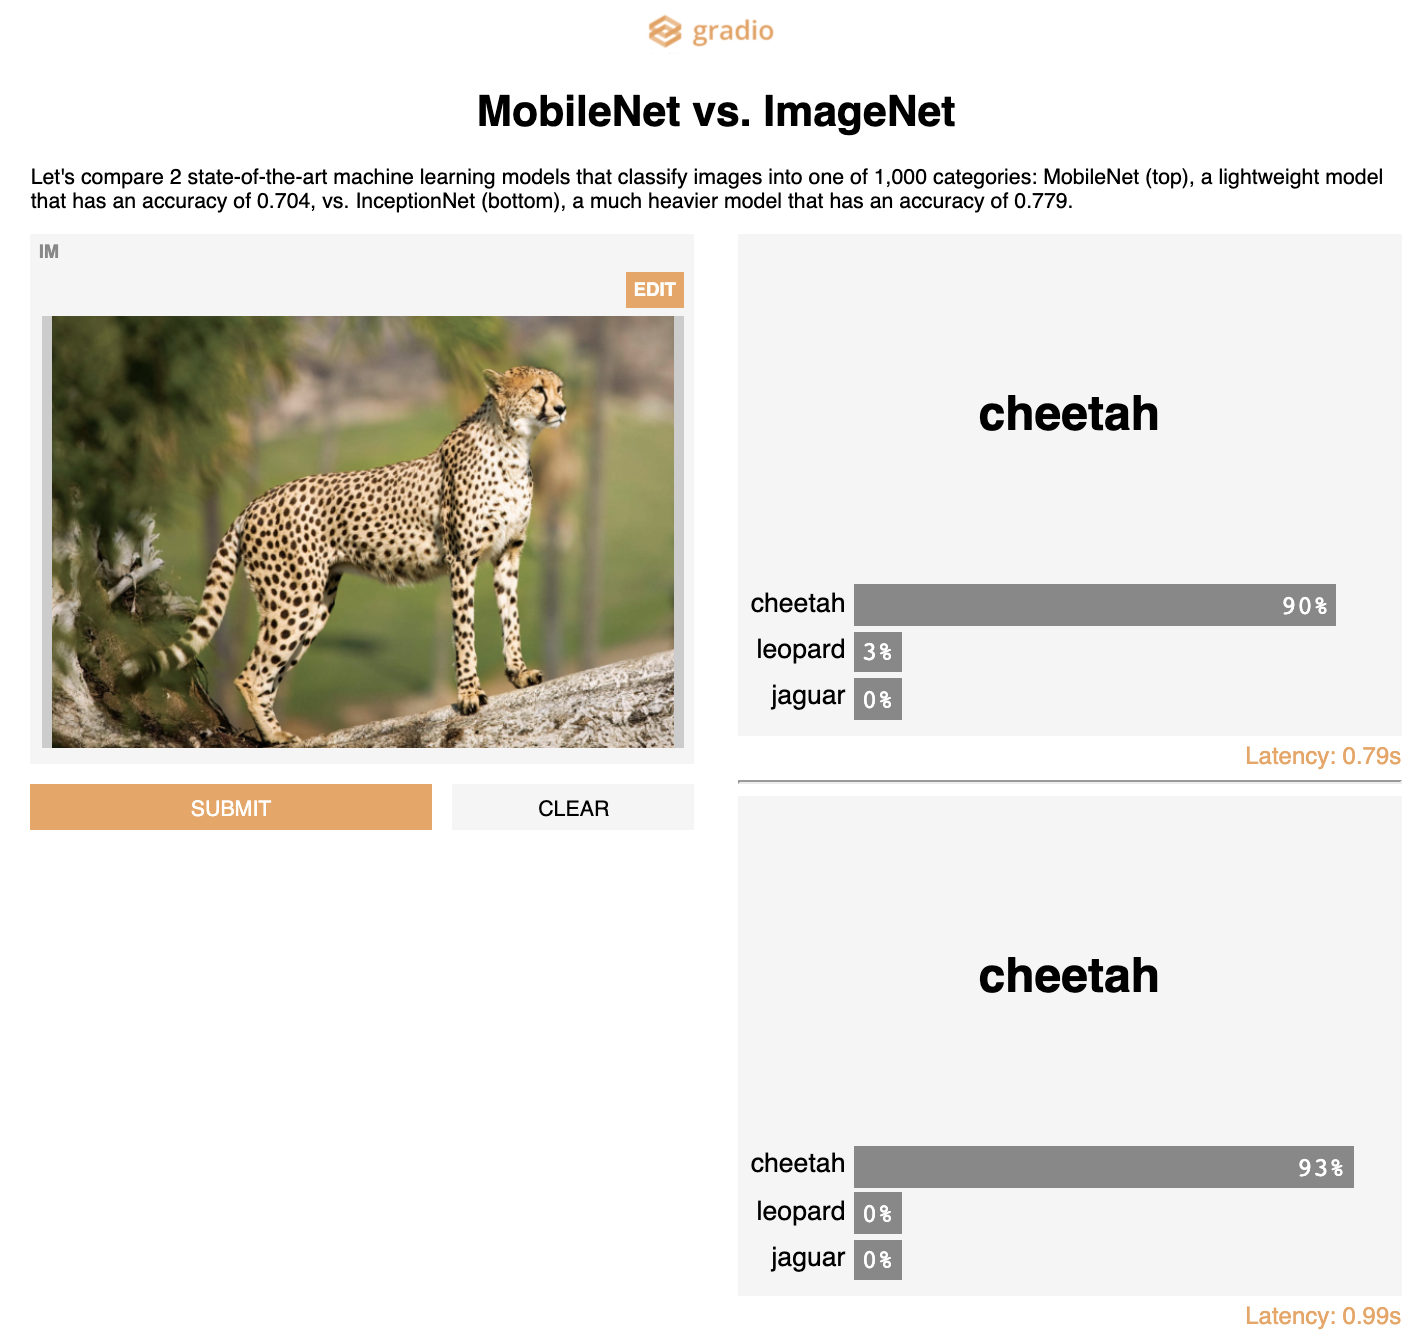 gradio
MobileNet vs. ImageNet
Let's compare 2 state-of-the-art machine learning models that classify images into one of 1,000 categories: MobileNet (top), a lightweight model
that has an accuracy of 0.704, vs. InceptionNet (bottom), a much heavier model that has an accuracy of 0.779.
IM
EDIT
SUBMIT
CLEAR
cheetah
cheetah 90%
leopard 3%
jaguar 0%
Latency: 0.79s
cheetah
cheetah 93%
leopard 0%
jaguar 0%
Latency: 0.99s